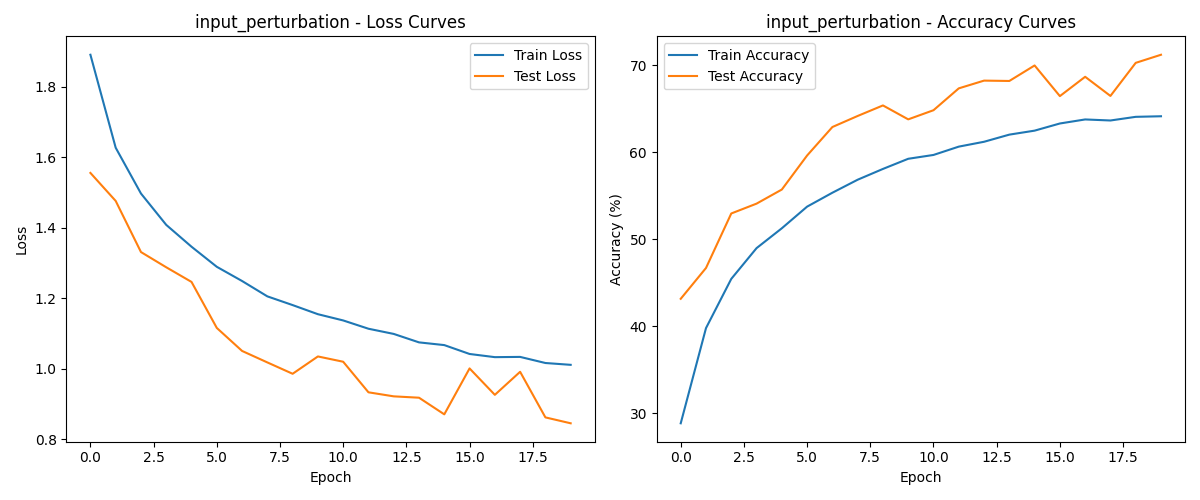 input_perturbation - Loss Curves
Train Loss
Test Loss
Loss
1.8
1.6
1.4
1.2
1.0
0.8
0.0 2.5 5.0 7.5 10.0 12.5 15.0 17.5
Epoch
input_perturbation - Accuracy Curves
Train Accuracy
Test Accuracy
Accuracy (%)
70
60
50
40
30
0.0 2.5 5.0 7.5 10.0 12.5 15.0 17.5
Epoch